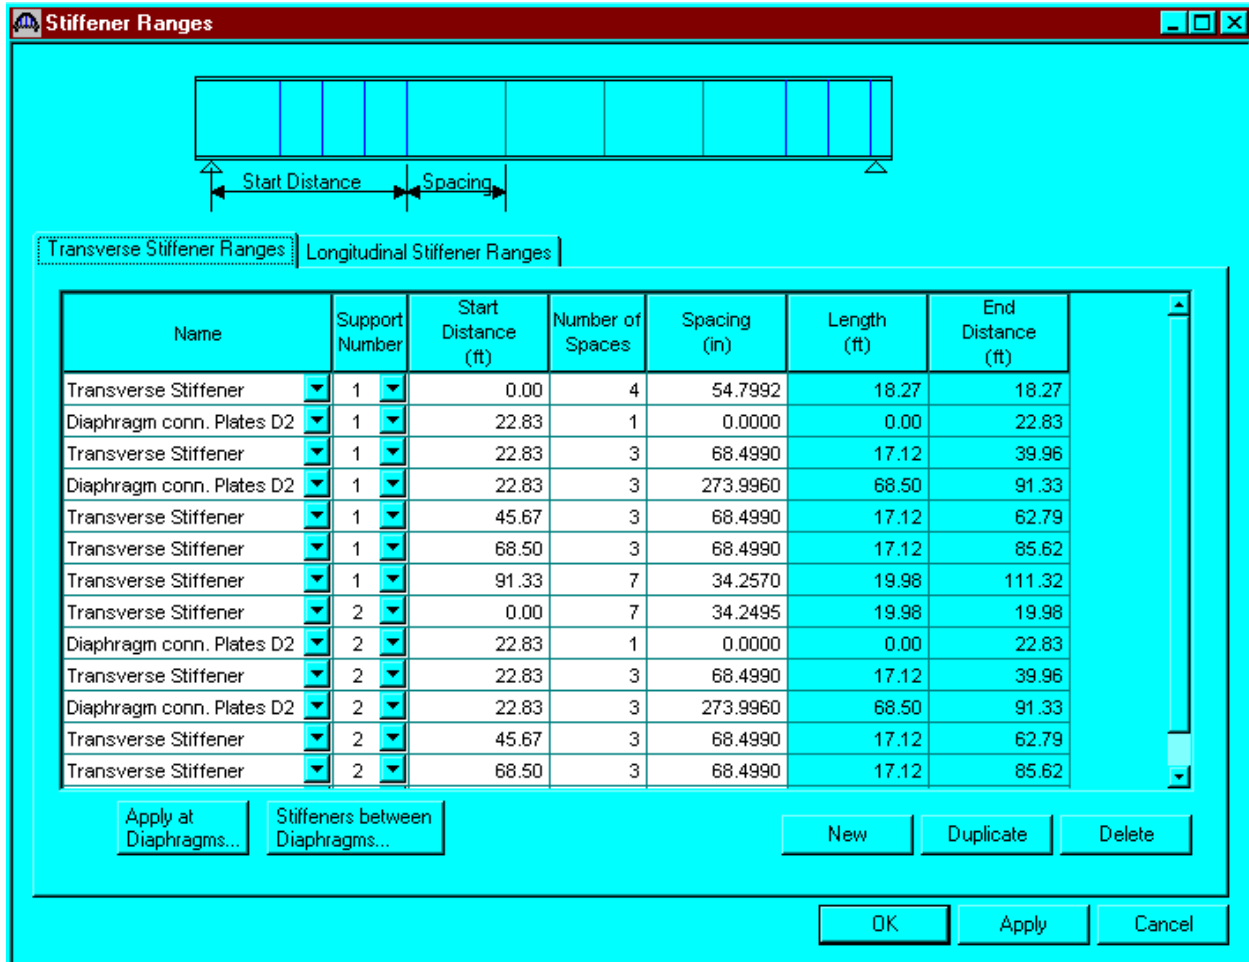 Stiffener Ranges
Start Distance
Spacing
Transverse Stiffener Ranges
Longitudinal Stiffener Ranges
Name Support Number Start Distance (ft) Number of Spaces Spacing (in) Length (ft) End Distance (ft)
Transverse Stiffener 1 0.00 4 54.7992 18.27 18.27
Diaphragm conn. Plates D2 1 22.83 1 0.0000 0.00 22.83
Transverse Stiffener 1 22.83 3 68.4990 17.12 39.96
Diaphragm conn. Plates D2 1 22.83 3 273.9960 68.50 91.33
Transverse Stiffener 1 45.67 3 68.4990 17.12 62.79
Transverse Stiffener 1 68.50 3 68.4990 17.12 85.62
Transverse Stiffener 1 91.33 7 34.2570 19.98 111.32
Transverse Stiffener 2 0.00 7 34.2495 19.98 19.98
Diaphragm conn. Plates D2 2 22.83 1 0.0000 0.00 22.83
Transverse Stiffener 2 22.83 3 68.4990 17.12 39.96
Diaphragm conn. Plates D2 2 22.83 3 273.9960 68.50 91.33
Transverse Stiffener 2 45.67 3 68.4990 17.12 62.79
Transverse Stiffener 2 68.50 3 68.4990 17.12 85.62
Apply at
Diaphragms...
Stiffeners between
Diaphragms...
New
Duplicate
Delete
OK
Apply
Cancel